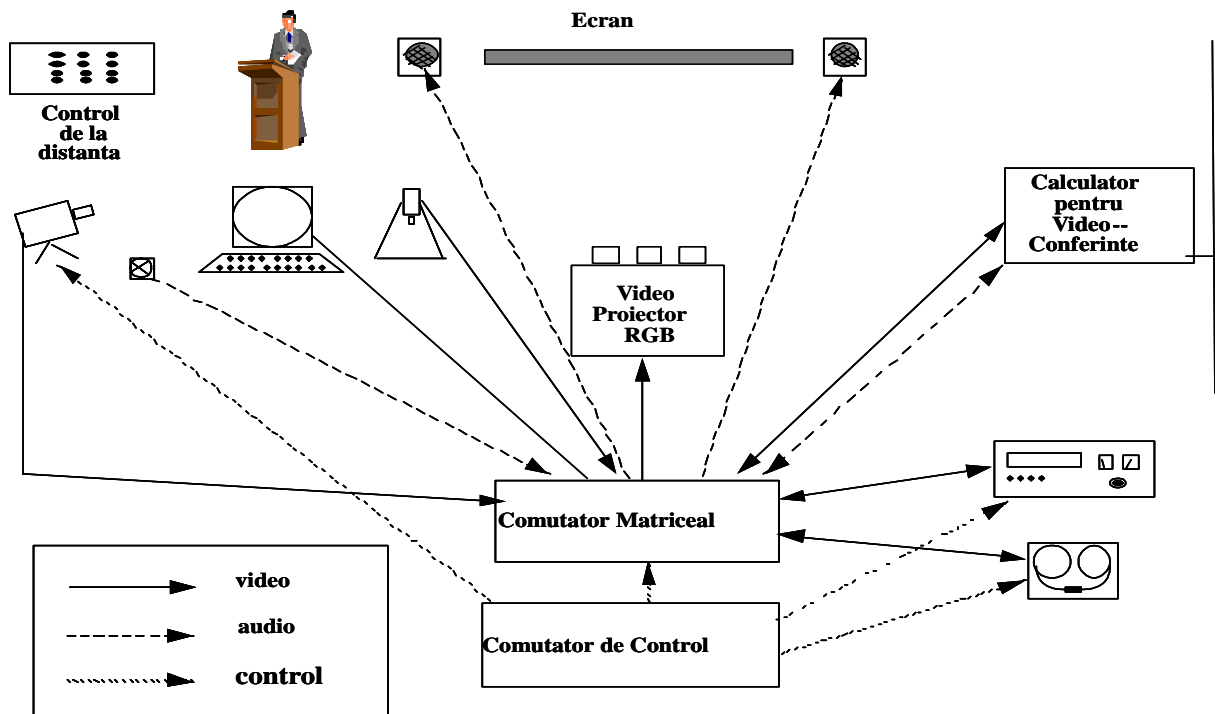 Ecran
Control
de la
distanta
Calculator
pentru
Video--
Conferinte
Video
Proiector
RGB
Comutator Matriceal
Comutator de Control
video
audio
control